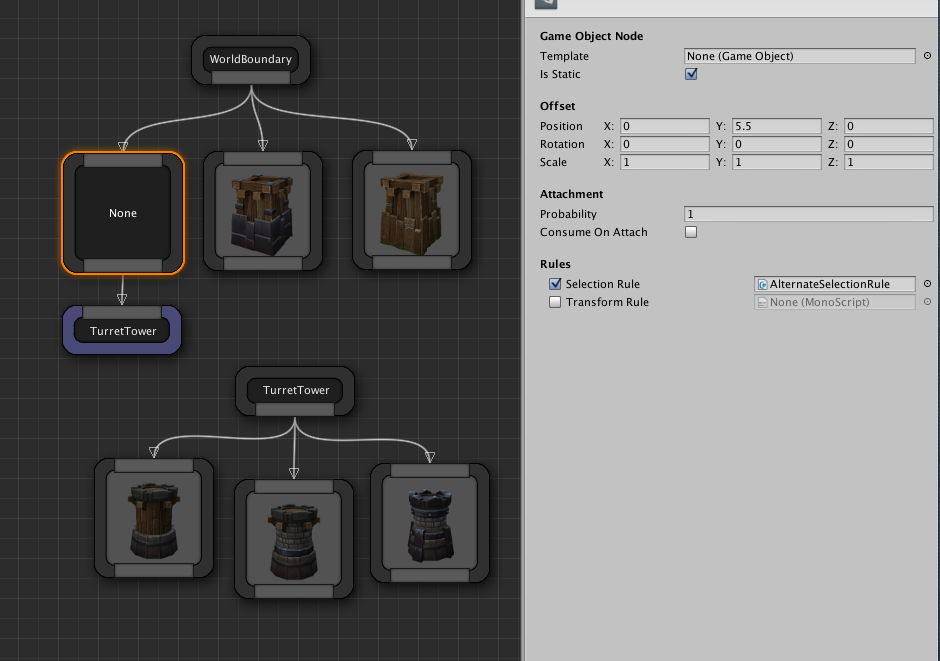 WorldBoundary
None
TurretTower
TurretTower
Game Object Node
Template None (Game Object)
Is Static
Offset
Position X: 0 Y: 5.5 Z: 0
Rotation X: 0 Y: 0 Z: 0
Scale X: 1 Y: 1 Z: 1
Attachment
Probability 1
Consume On Attach
Rules
Selection Rule AlternateSelectionRule
Transform Rule None (MonoScript)